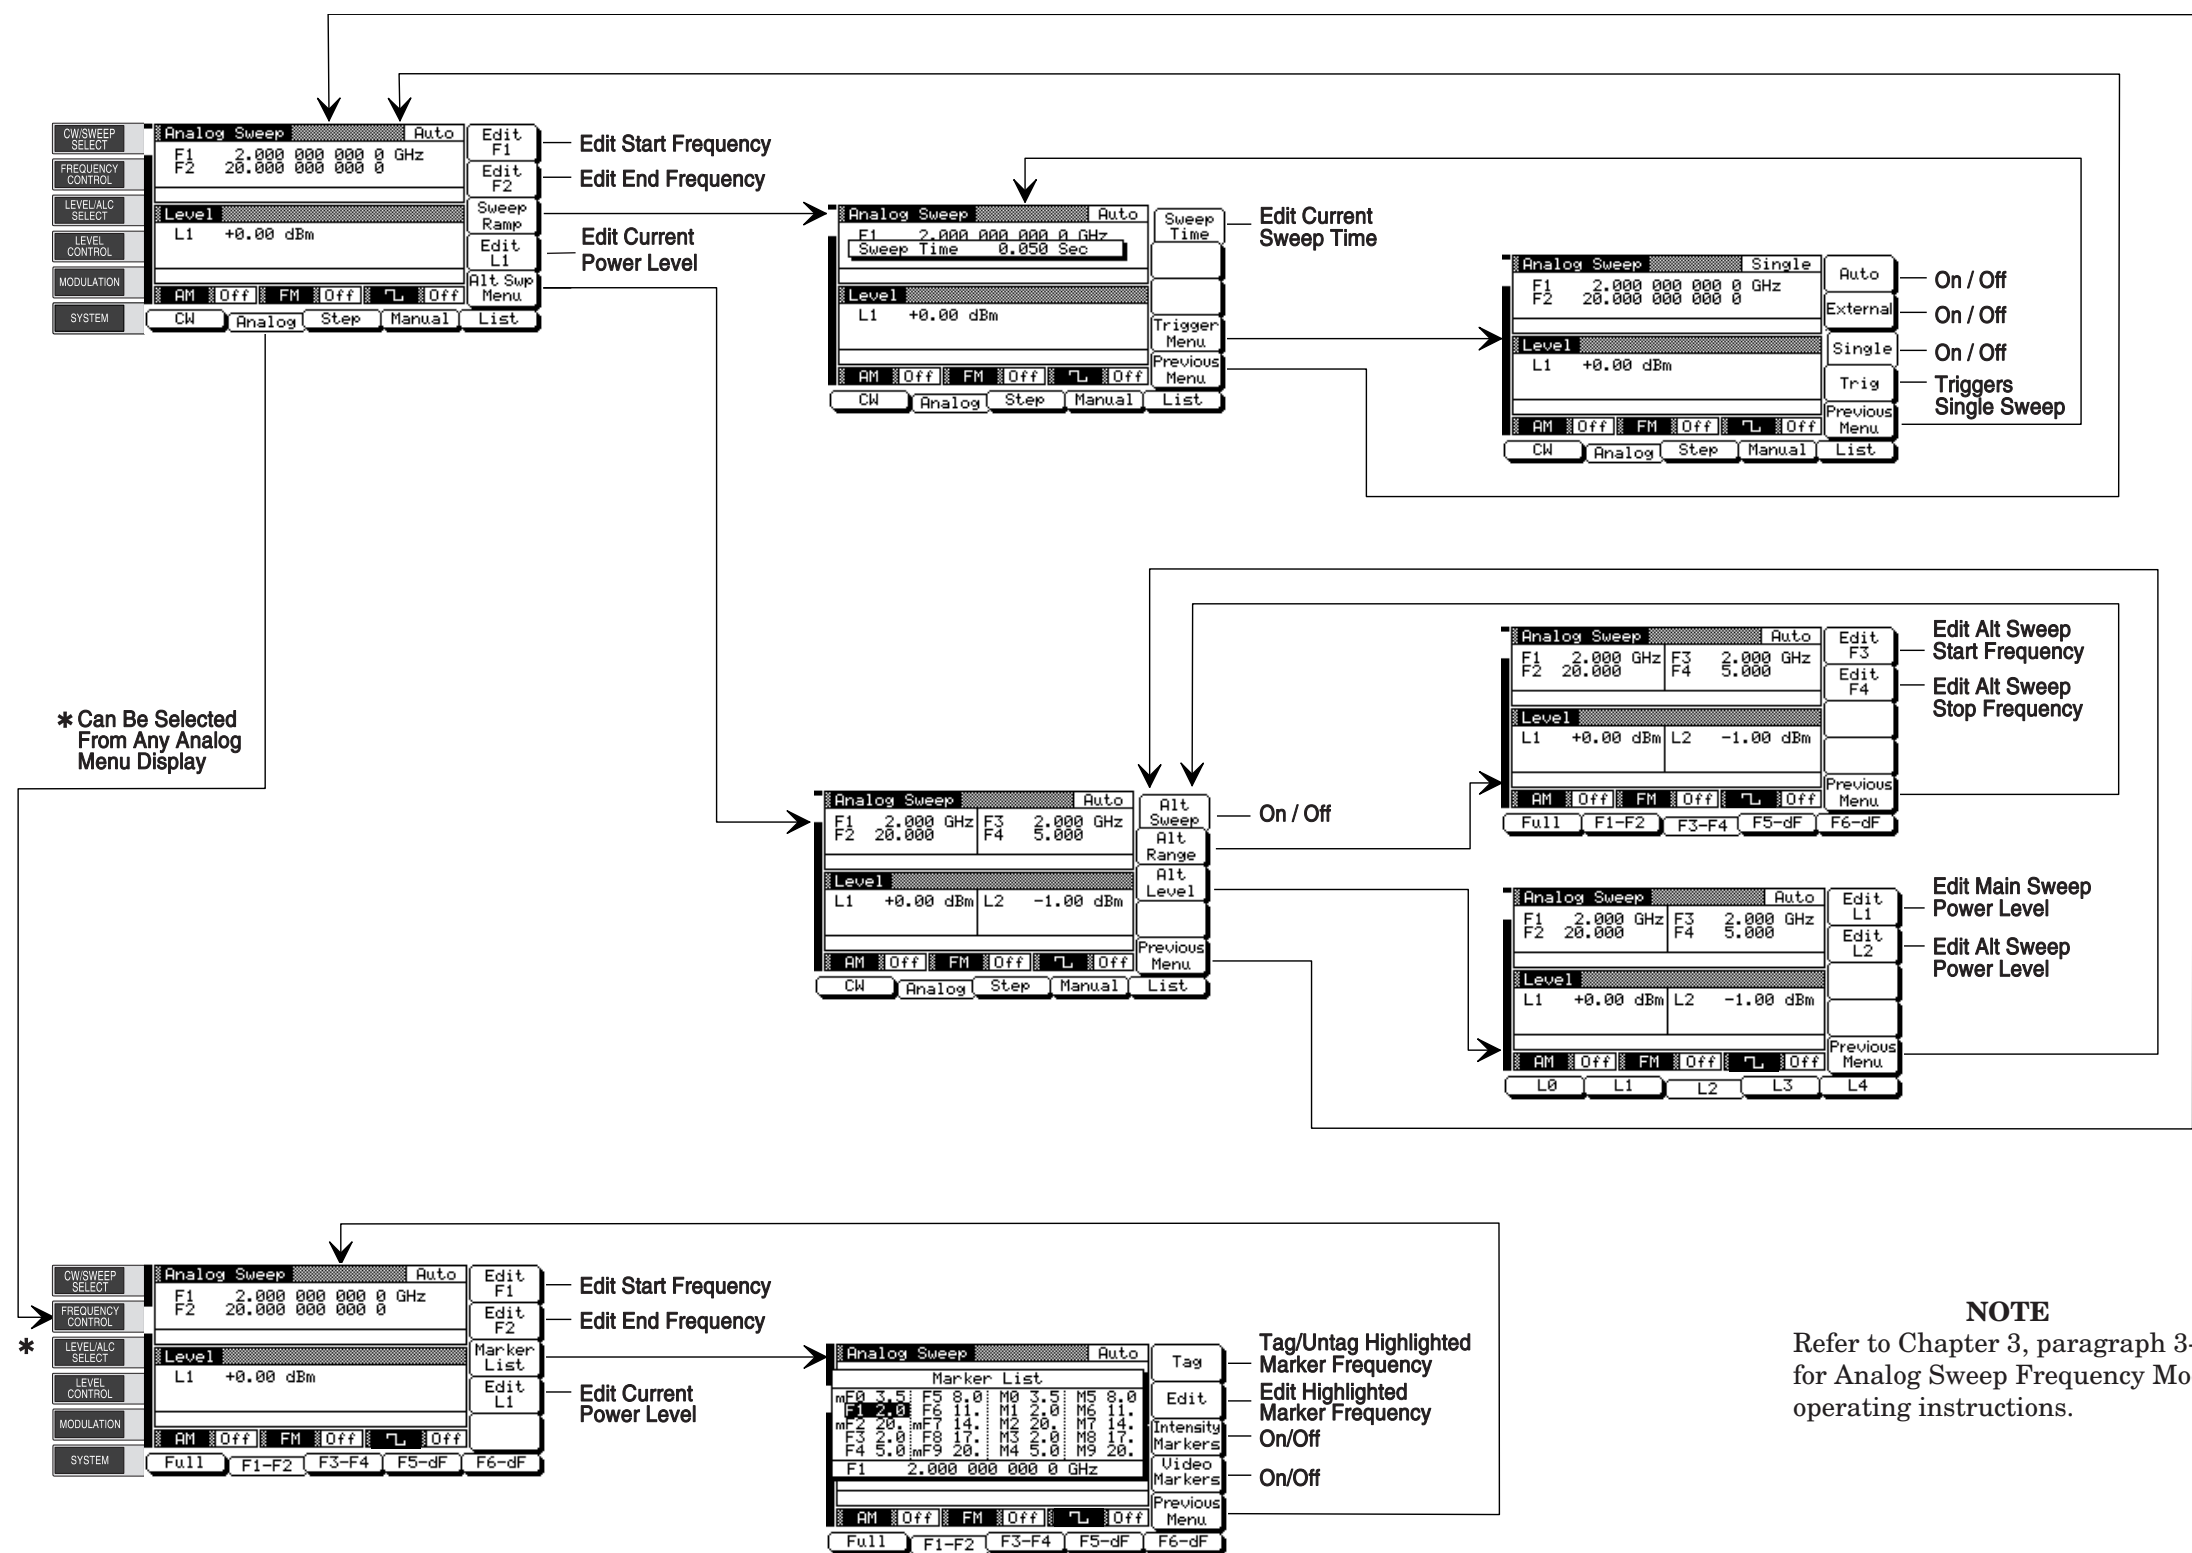 CW/SWEEP
SELECT
FREQUENCY
CONTROL
LEVEL/ALC
SELECT
LEVEL
CONTROL
MODULATION
SYSTEM
Analog Sweep Auto
F1 2.000 000 000 0 GHz
F2 20.000 000 000 0
Level
L1 +0.00 dBm
AM Off FM Off Off
CW Analog Step Manual List
Edit
F1
Edit
F2
Sweep
Ramp
Edit
L1
Alt Swp
Menu
Edit Start Frequency
Edit End Frequency
Edit Current
Power Level
Analog Sweep Auto
F1 2.000 000 000 0 GHz
Sweep Time 0.050 Sec
Level
L1 +0.00 dBm
AM Off FM Off Off
CW Analog Step Manual List
Sweep
Time
Trigger
Menu
Previous
Menu
Edit Current
Sweep Time
Analog Sweep Single
F1 2.000 000 000 0 GHz
F2 20.000 000 000 0
Level
L1 +0.00 dBm
AM Off FM Off Off
CW Analog Step Manual List
Auto
External
Single
Trig
Previous
Menu
On / Off
On / Off
On / Off
Triggers
Single Sweep
* Can Be Selected
From Any Analog
Menu Display
Analog Sweep Auto
F1 2.000 GHz F3 2.000 GHz
F2 20.000 F4 5.000
Level
L1 +0.00 dBm L2 -1.00 dBm
AM Off FM Off Off
CW Analog Step Manual List
Alt
Sweep
Alt
Range
Alt
Level
Previous
Menu
On / Off
Analog Sweep Auto
F1 2.000 GHz F3 2.000 GHz
F2 20.000 F4 5.000
Level
L1 +0.00 dBm L2 -1.00 dBm
AM Off FM Off Off
Full F1-F2 F3-F4 F5-dF F6-dF
Edit
F3
Edit
F4
Previous
Menu
Edit Alt Sweep
Start Frequency
Edit Alt Sweep
Stop Frequency
Analog Sweep Auto
F1 2.000 GHz F3 2.000 GHz
F2 20.000 F4 5.000
Level
L1 +0.00 dBm L2 -1.00 dBm
AM Off FM Off Off
L0 L1 L2 L3 L4
Edit
L1
Edit
L2
Previous
Menu
Edit Main Sweep
Power Level
Edit Alt Sweep
Power Level
*
CW/SWEEP
SELECT
FREQUENCY
CONTROL
LEVEL/ALC
SELECT
LEVEL
CONTROL
MODULATION
SYSTEM
Analog Sweep Auto
F1 2.000 000 000 0 GHz
F2 20.000 000 000 0
Level
L1 +0.00 dBm
AM Off FM Off Off
Full F1-F2 F3-F4 F5-dF F6-dF
Edit
F1
Edit
F2
Marker
List
Edit
L1
Edit Start Frequency
Edit End Frequency
Edit Current
Power Level
Analog Sweep Auto
Marker List
mF0 3.5 F5 8.0 M0 3.5 M5 8.0
F1 2.0 F6 11. M1 2.0 M6 11.
mF2 20. mF7 14. M2 20. M7 14.
F3 2.0 F8 17. M3 2.0 M8 17.
F4 5.0 mF9 20. M4 5.0 M9 20.
F1 2.000 000 000 0 GHz
AM Off FM Off Off
Full F1-F2 F3-F4 F5-dF F6-dF
Tag
Edit
Intensity
Markers
Video
Markers
Previous
Menu
Tag/Untag Highlighted
Marker Frequency
Edit Highlighted
Marker Frequency
On/Off
On/Off
NOTE
Refer to Chapter 3, paragraph 3-
for Analog Sweep Frequency Mo
operating instructions.